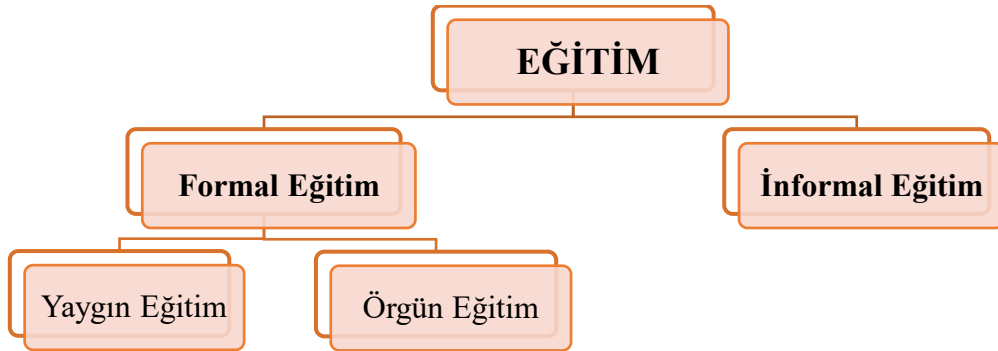 EĞİTİM
Formal Eğitim
İnformal Eğitim
Yaygın Eğitim
Örgün Eğitim